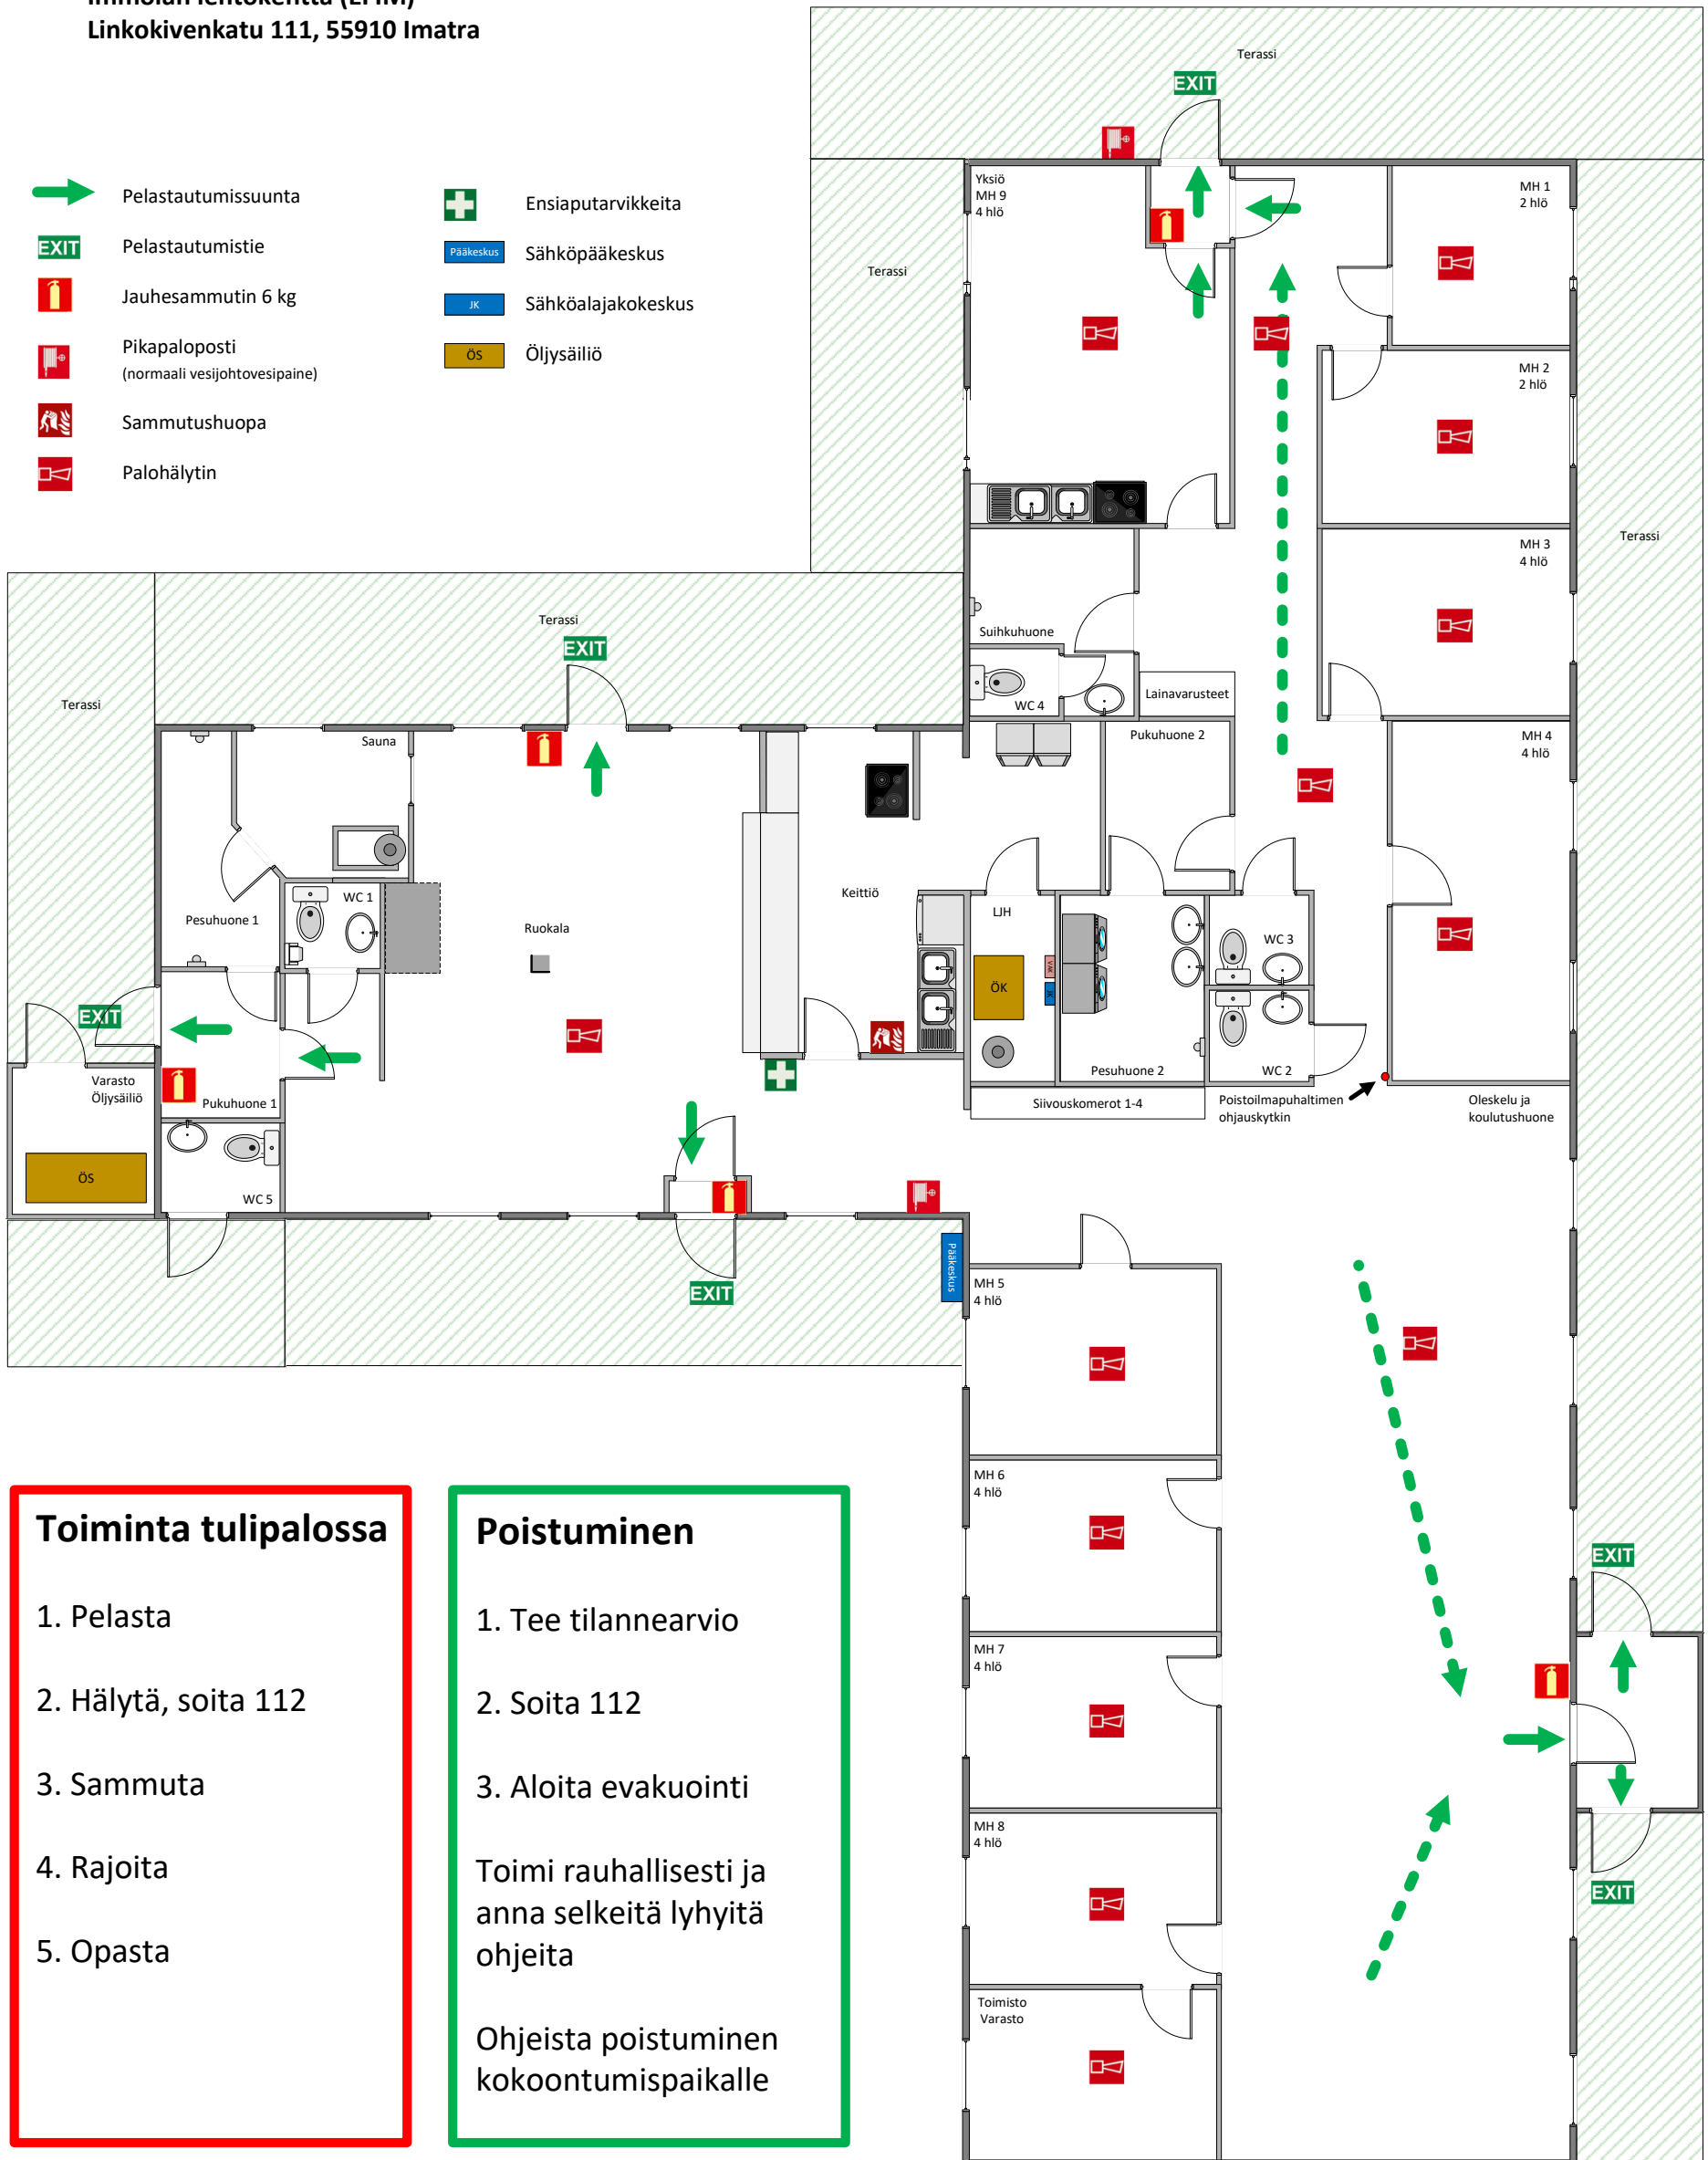 Linkokivenkatu 111, 55910 Imatra
Pelastautumissuunta
EXIT
Pelastautumistie
Jauhesammutin 6 kg
Pikapaloposti
(normaali vesijohtovesipaine)
Sammutushuopa
Palohälytin
Ensiaputarvikkeita
Pääkeskus
Sähköpääkeskus
JK
Sähköalajakokeskus
ÖS
Öljysäiliö
Terassi
EXIT
Terassi
Yksiö
MH 9
4 hlö
MH 1
2 hlö
MH 2
2 hlö
MH 3
4 hlö
Terassi
Suihkuhuone
WC 4
Lainavarusteet
Pukuhuone 2
MH 4
4 hlö
Terassi
EXIT
Terassi
Sauna
Pesuhuone 1
WC 1
Ruokala
Keittiö
LJH
ÖK
VAK
JK
WC 3
WC 2
Pesuhuone 2
Siivouskomerot 1-4
Poistoilmapuhaltimen
ohjauskytkin
Oleskelu ja
koulutushuone
EXIT
Varasto
Öljysäiliö
ÖS
Pukuhuone 1
WC 5
EXIT
Pääkeskus
MH 5
4 hlö
MH 6
4 hlö
MH 7
4 hlö
MH 8
4 hlö
Toimisto
Varasto
EXIT
EXIT
Toiminta tulipalossa
1. Pelasta
2. Hälytä, soita 112
3. Sammuta
4. Rajoita
5. Opasta
Poistuminen
1. Tee tilannearvio
2. Soita 112
3. Aloita evakuointi
Toimi rauhallisesti ja
anna selkeitä lyhyitä
ohjeita
Ohjeista poistuminen
kokoontumispaikalle